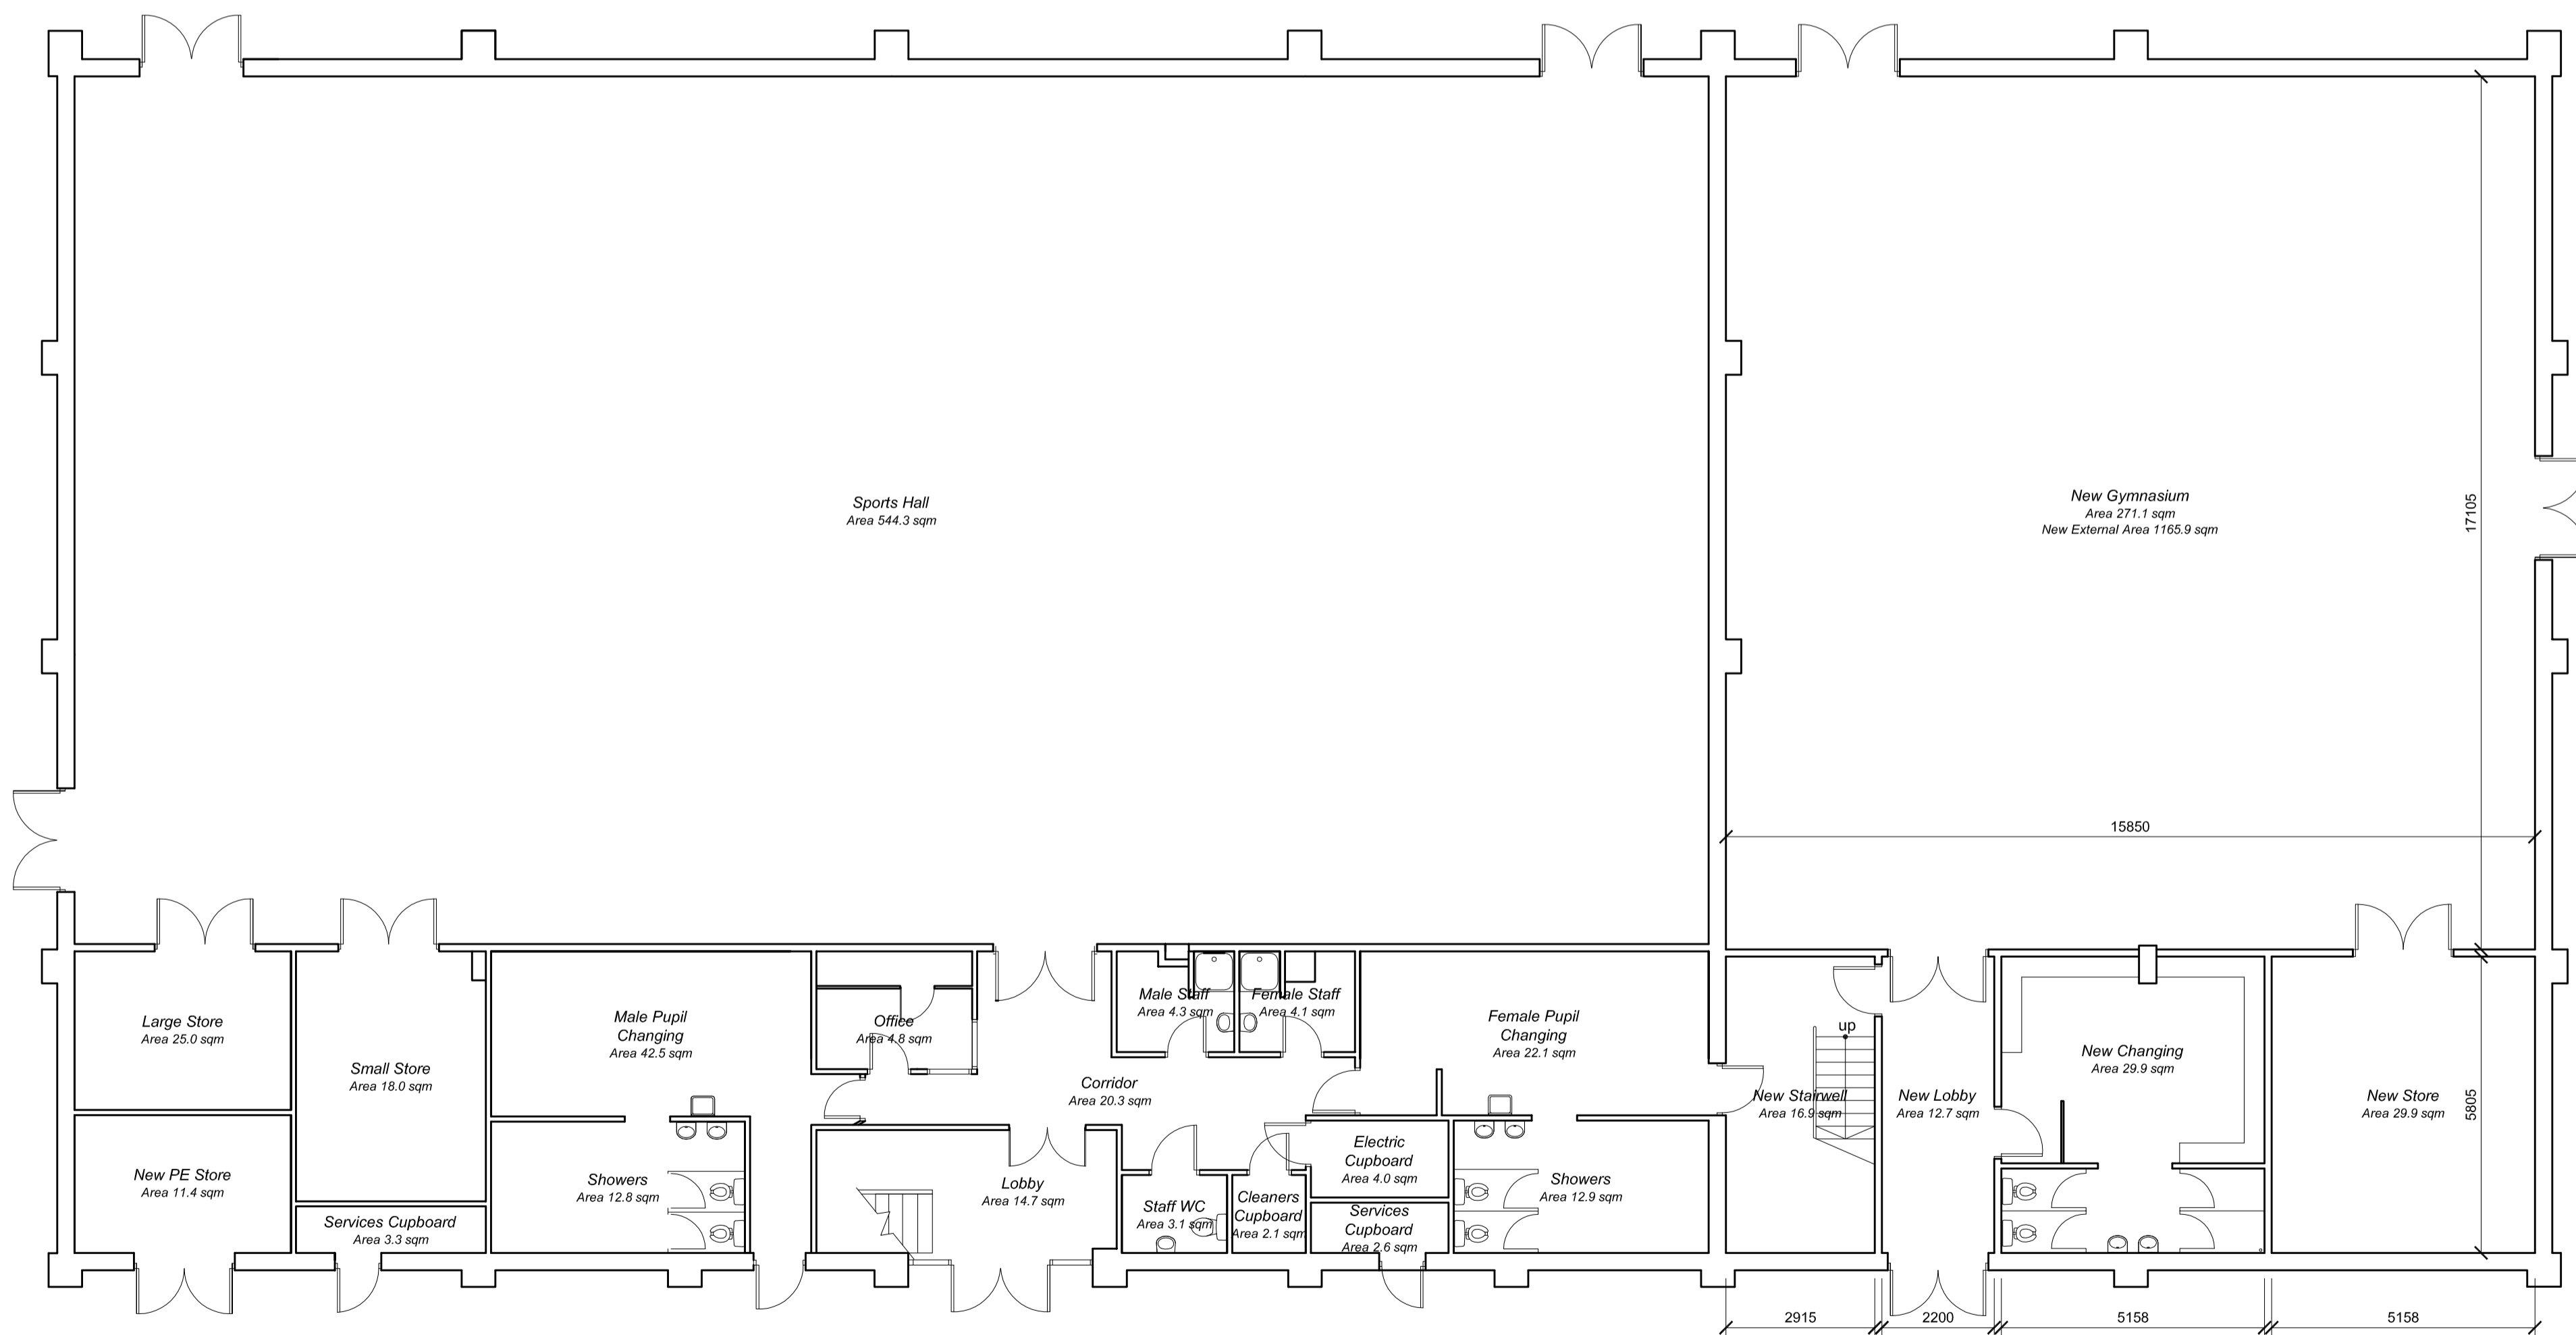 Sports Hall
Area 544.3 sqm
New Gymnasium
Area 271.1 sqm
New External Area 1165.9 sqm
17105
15850
Large Store
Area 25.0 sqm
Small Store
Area 18.0 sqm
New PE Store
Area 11.4 sqm
Services Cupboard
Area 3.3 sqm
Male Pupil
Changing
Area 42.5 sqm
Showers
Area 12.8 sqm
Office
Area 4.8 sqm
Lobby
Area 14.7 sqm
Corridor
Area 20.3 sqm
Male Staff
Area 4.3 sqm
Female Staff
Area 4.1 sqm
Staff WC
Area 3.1 sqm
Cleaners
Cupboard
Area 2.1 sqm
Electric
Cupboard
Area 4.0 sqm
Services
Cupboard
Area 2.6 sqm
Female Pupil
Changing
Area 22.1 sqm
Showers
Area 12.9 sqm
up
New Stairwell
Area 16.9 sqm
New Lobby
Area 12.7 sqm
New Changing
Area 29.9 sqm
New Store
Area 29.9 sqm
5805
2915
2200
5158
5158